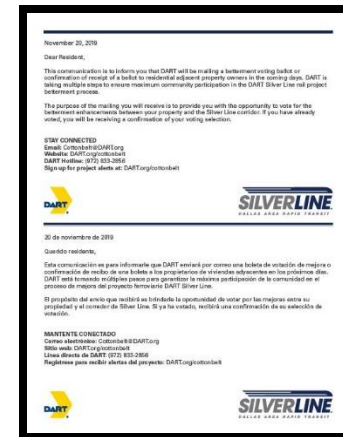 November 20, 2019
Dear Resident,
This communication is to inform you that DART will be mailing a betterment voting ballot or
confirmation of receipt of a ballot to residential adjacent property owners in the coming days. DART is
taking multiple steps to ensure maximum community participation in the DART Silver Line rail project
betterment process.
The purpose of the mailing you will receive is to provide you with the opportunity to vote for the
betterment enhancements between your property and the Silver Line corridor. If you have already
voted, you will be receiving a confirmation of your voting selection.
STAY CONNECTED
Email: Cottonbelt@DART.org
Website: DART.org/cottonbelt
DART Hotline: (972) 833-2856
Sign up for project alerts at: DART.org/cottonbelt
DART
SILVERLINE
DALLAS AREA RAPID TRANSIT
20 de noviembre de 2019
Querido residente,
Esta comunicación es para informarle que DART enviará por correo una boleta de votación de mejora o
confirmación de recibo de una boleta a los propietarios de viviendas adyacentes en los próximos días.
DART está tomando múltiples pasos para garantizar la máxima participación de la comunidad en el
proceso de mejora del proyecto ferroviario DART Silver Line.
El propósito del envío que recibirá es brindarle la oportunidad de votar por las mejoras entre su
propiedad y el corredor de Silver Line. Si ya ha votado, recibirá una confirmación de su selección de
votación.
MANTENTE CONECTADO
Correo electrónico: Cottonbelt@DART.org
Sitio web: DART.org/cottonbelt
Línea directa de DART (972) 833-2856
Regístrese para recibir alertas del proyecto: DART.org/cottonbelt
DART
SILVERLINE
DALLAS AREA RAPID TRANSIT